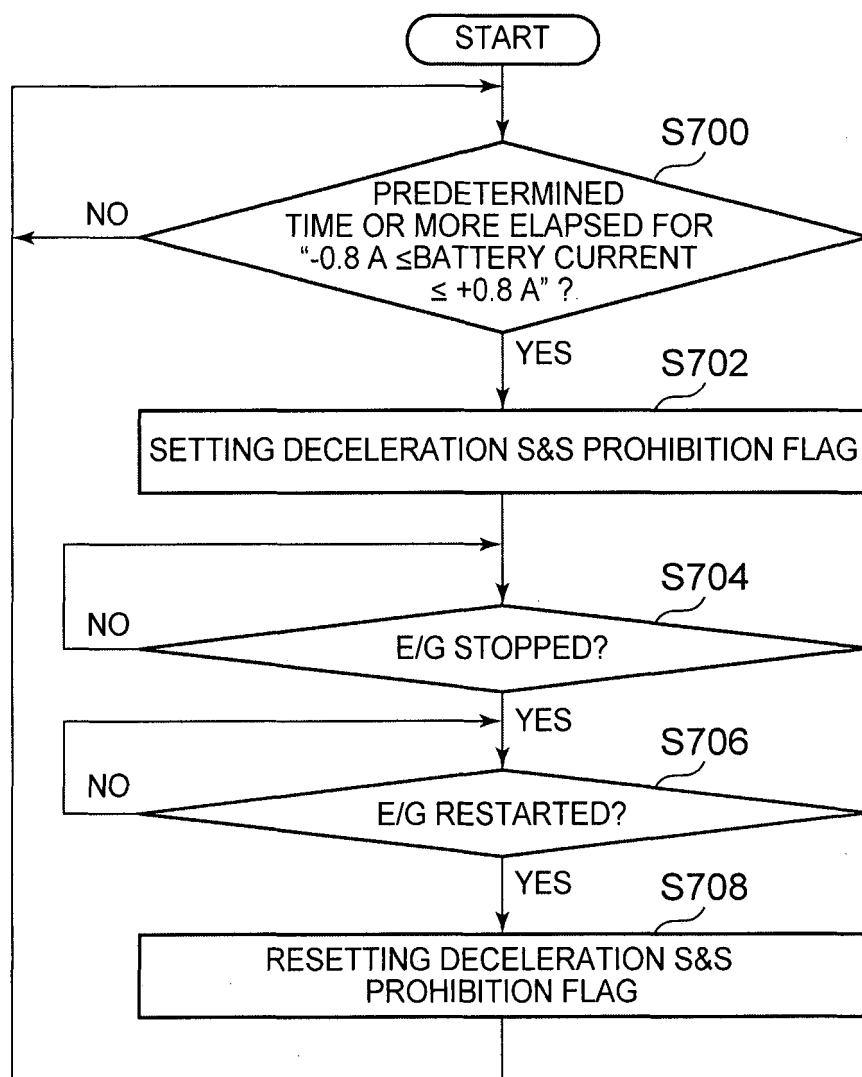 START
S700
PREDETERMINED
TIME OR MORE ELAPSED FOR
“-0.8 A ≤BATTERY CURRENT
≤ +0.8 A” ?
NO
YES
S702
SETTING DECELERATION S&S PROHIBITION FLAG
S704
E/G STOPPED?
NO
YES
S706
E/G RESTARTED?
NO
YES
S708
RESETTING DECELERATION S&S
PROHIBITION FLAG